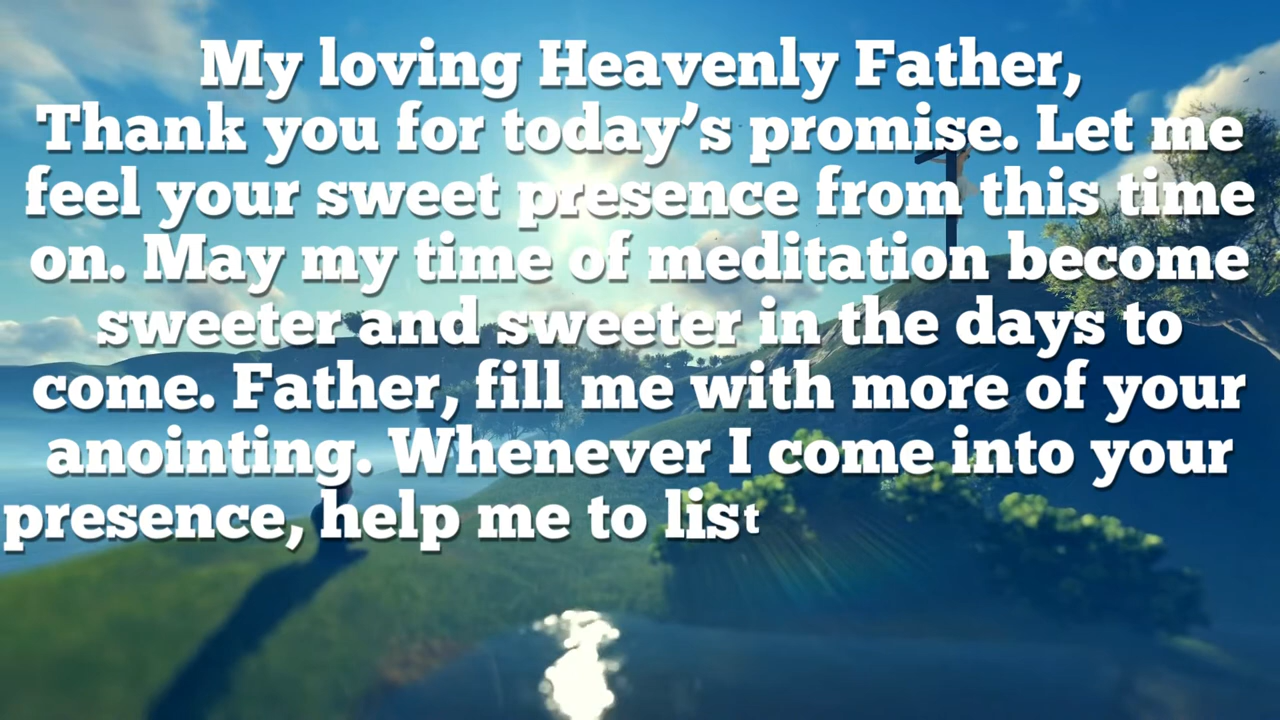 My loving Heavenly Father,
Thank you for today’s promise. Let me
feel your sweet presence from this time
on. May my time of meditation become
sweeter and sweeter in the days to
come. Father, fill me with more of your
anointing. Whenever I come into your
presence, help me to list